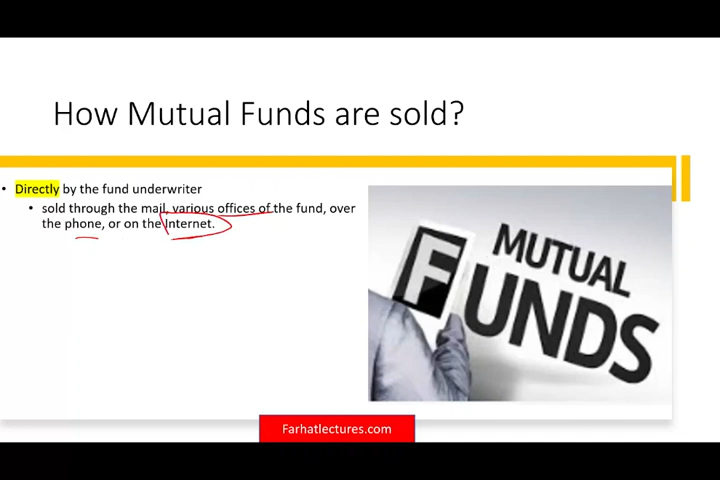 How Mutual Funds are sold?
• Directly by the fund underwriter
• sold through the mail, various offices of the fund, over
the phone, or on the Internet.
MUTUAL
FUNDS
Farhatlectures.com